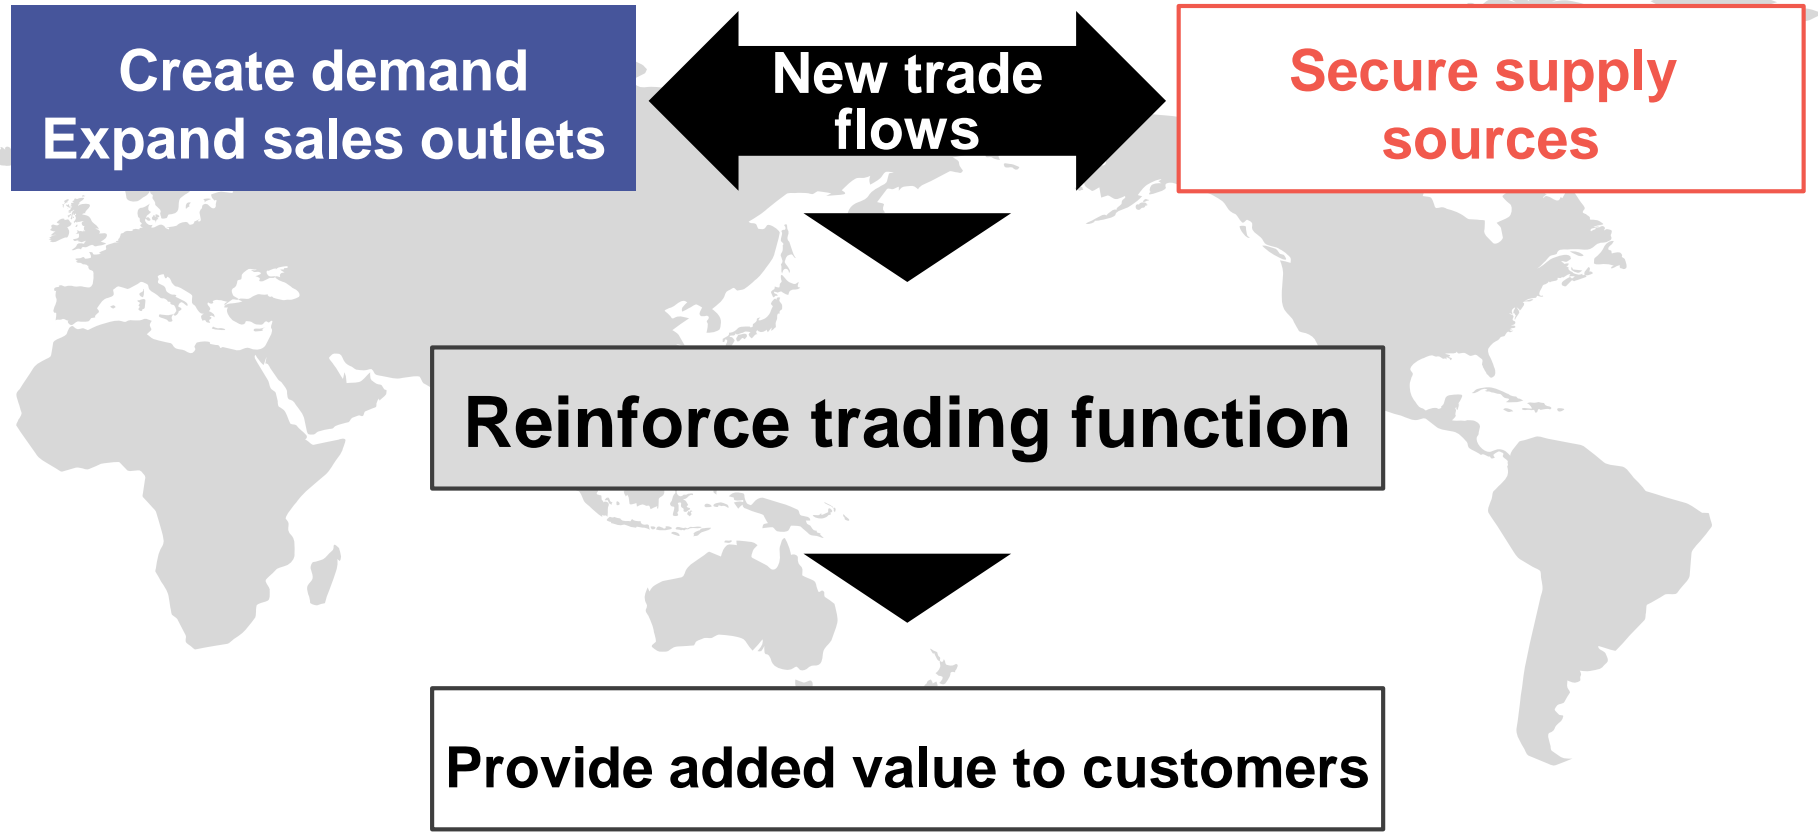 Create demand
Expand sales outlets
New trade
flows
Secure supply
sources
Reinforce trading function
Provide added value to customers